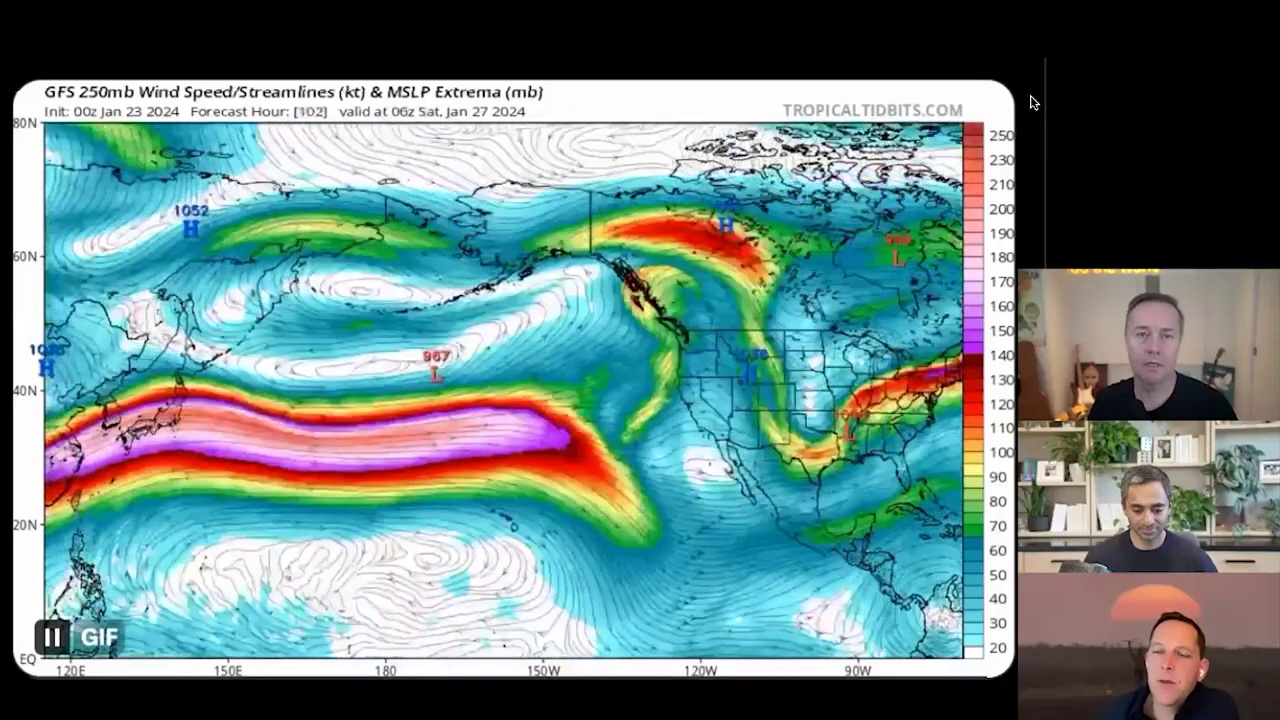 GFS 250mb Wind Speed/Streamlines (kt) & MSLP Extrema (mb)
Init: 00z Jan 23 2024 Forecast Hour: [102] valid at 06z Sat, Jan 27 2024
TROPICALTIDBITS.COM
80N
60N
40N
20N
EQ
120E
150E
180
150W
120W
90W
250
230
210
200
190
180
170
160
150
140
130
120
110
100
90
80
70
60
50
40
30
20
1052
H
H
L
H
967
L
H
L
GIF